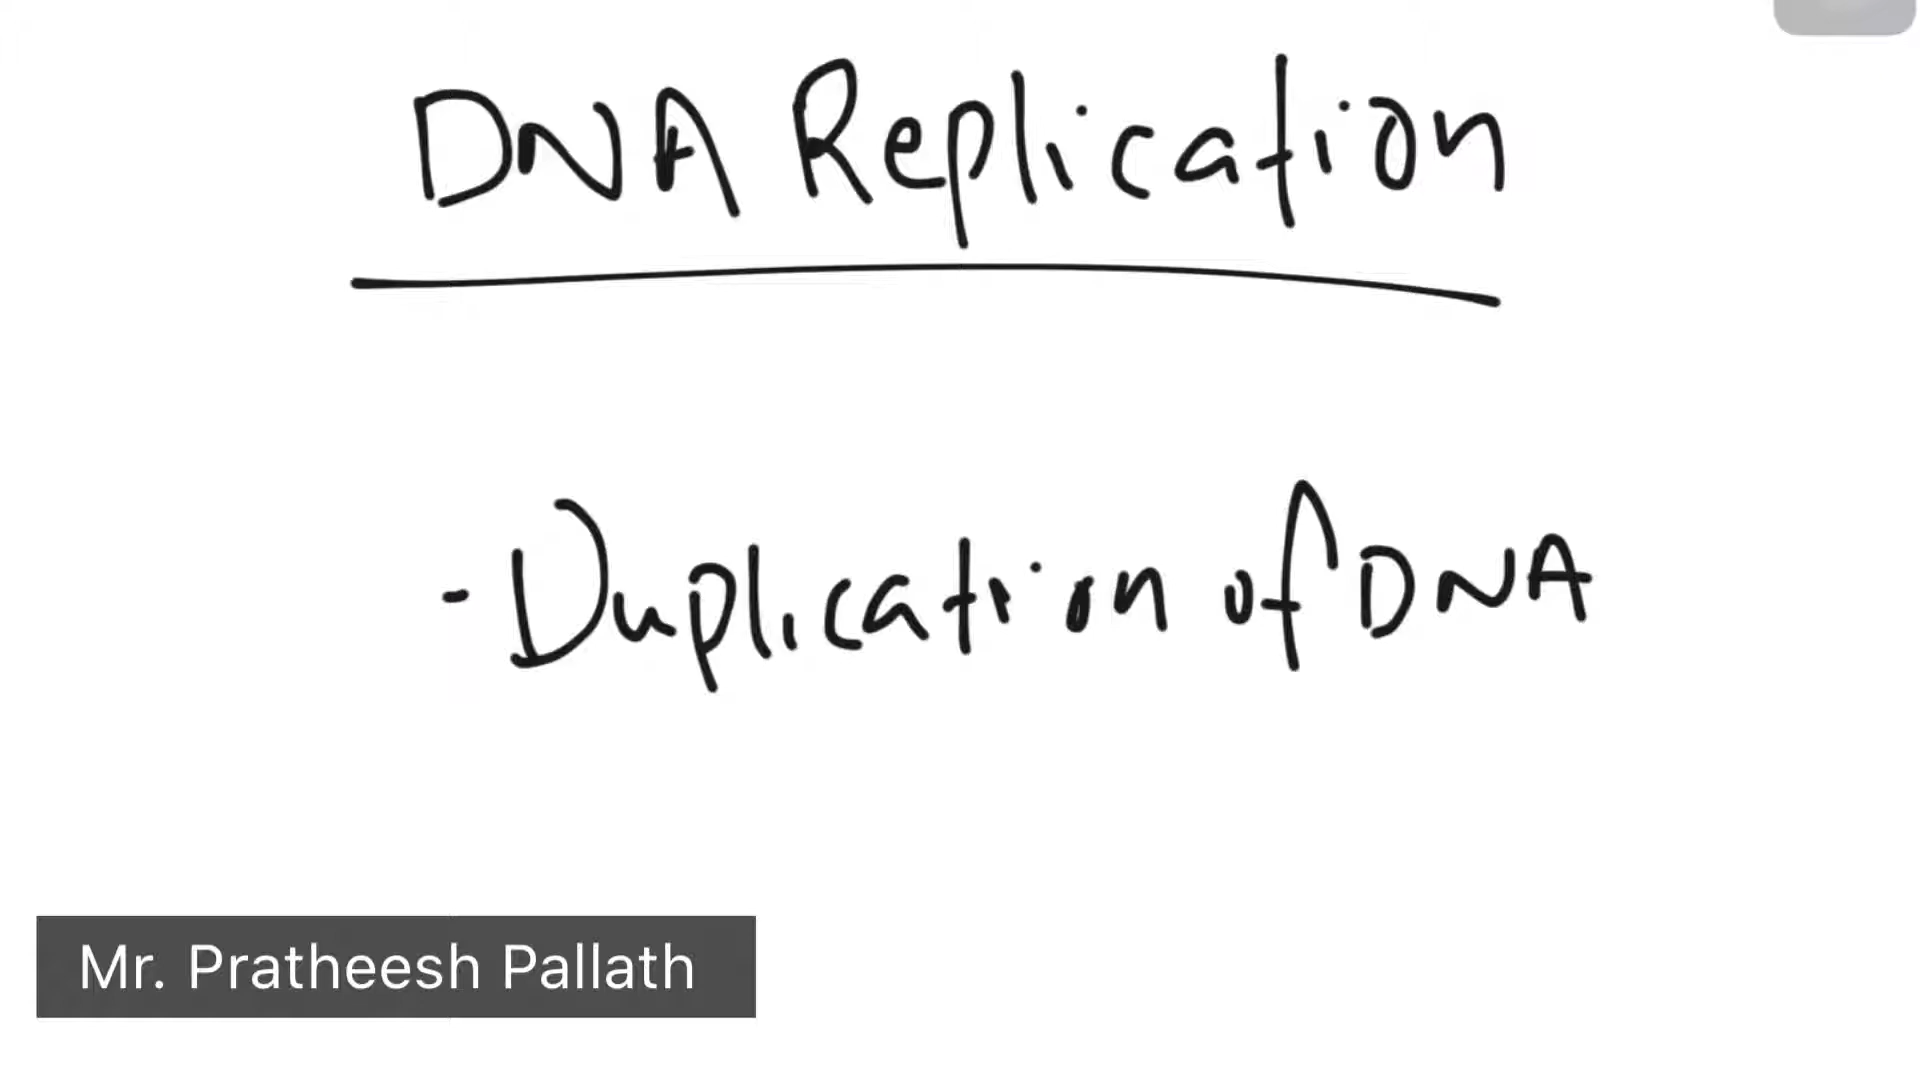 DNA Replication
- Duplication of DNA
Mr. Pratheesh Pallath